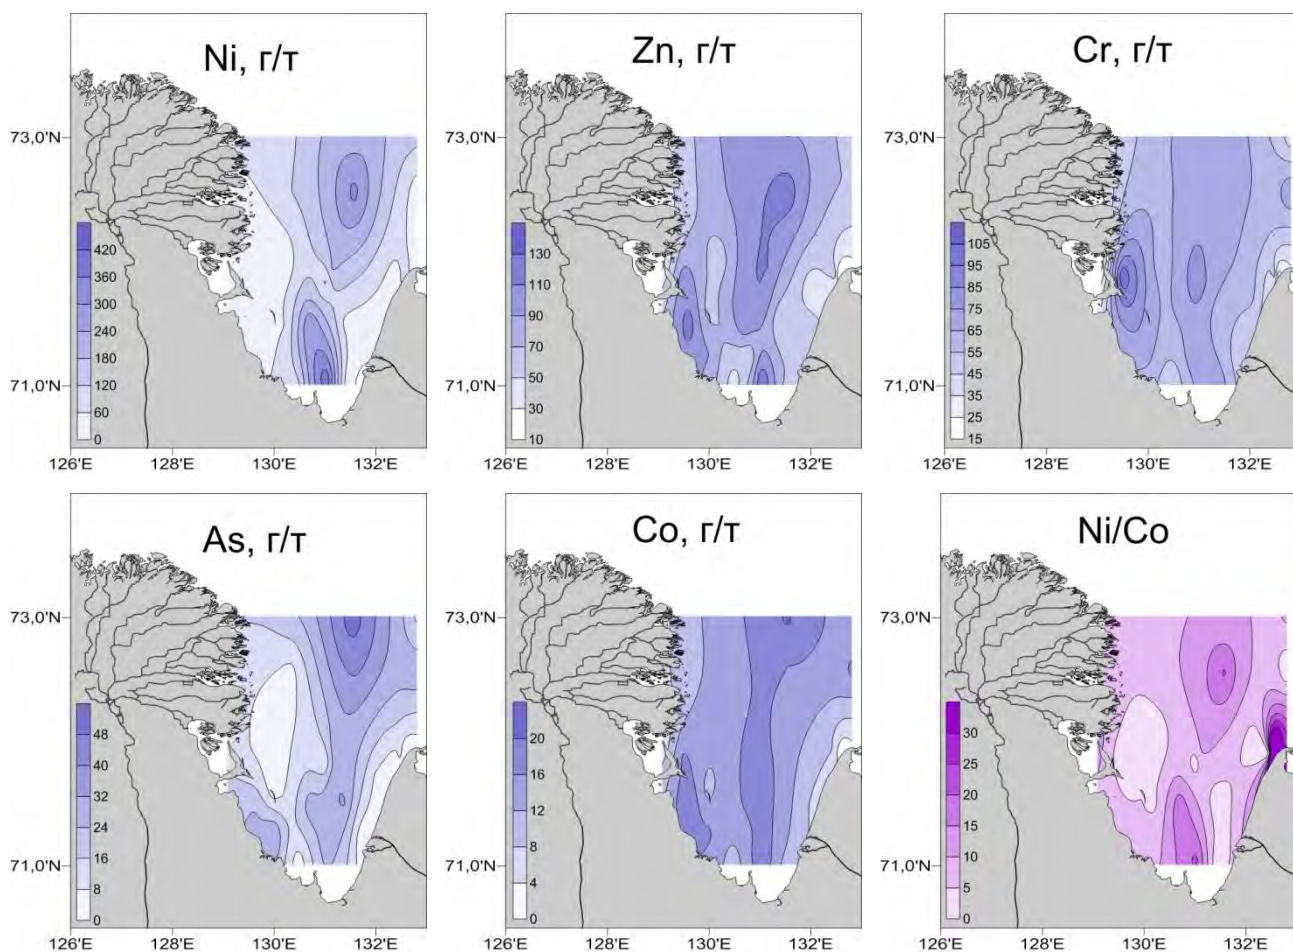 Ni, г/т
73,0'N
420
360
300
240
180
120
60
0
71,0'N
126'E
128'E
130'E
132'E
Zn, г/т
130
110
90
70
50
30
10
126'E
128'E
130'E
132'E
Cr, г/т
73,0'N
105
95
85
75
65
55
45
35
25
15
71,0'N
126'E
128'E
130'E
132'E
As, г/т
73,0'N
48
40
32
24
16
8
0
71,0'N
126'E
128'E
130'E
132'E
Co, г/т
73,0'N
20
16
12
8
4
0
71,0'N
126'E
128'E
130'E
132'E
Ni/Co
73,0'N
30
25
20
15
10
5
0
71,0'N
126'E
128'E
130'E
132'E